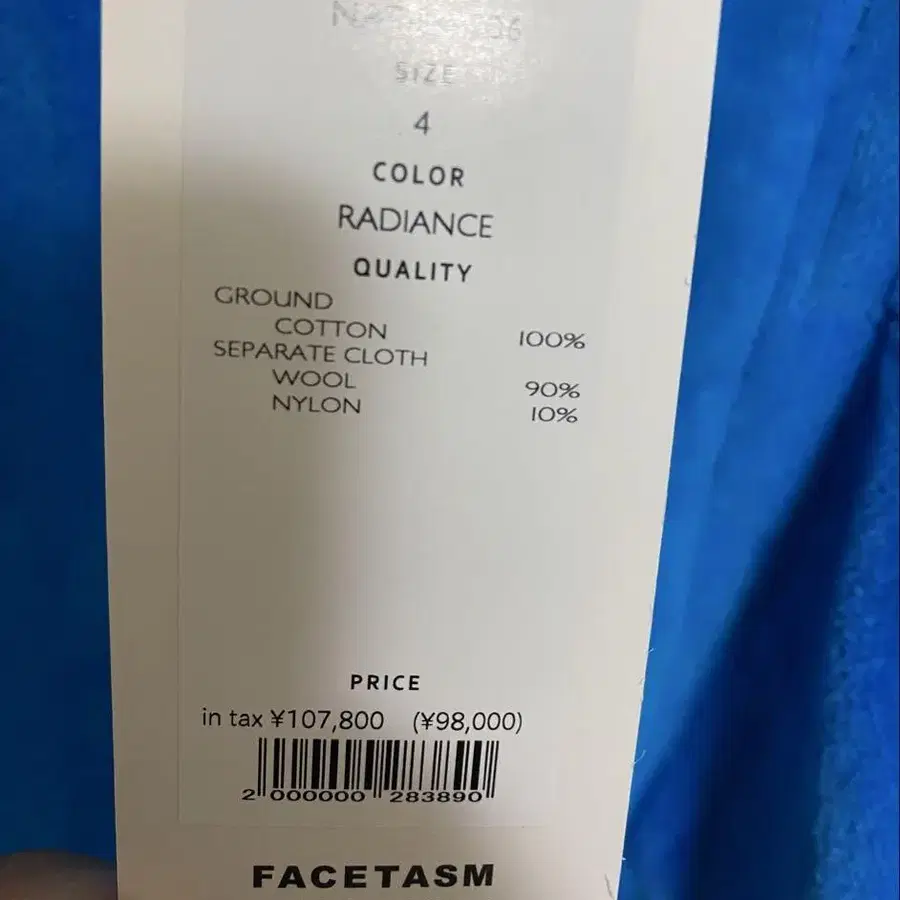 SIZE
4
COLOR
RADIANCE
QUALITY
GROUND
COTTON 100%
SEPARATE CLOTH
WOOL 90%
NYLON 10%
PRICE
in tax ¥107,800 (¥98,000)
2 000000 283890
FACETASM